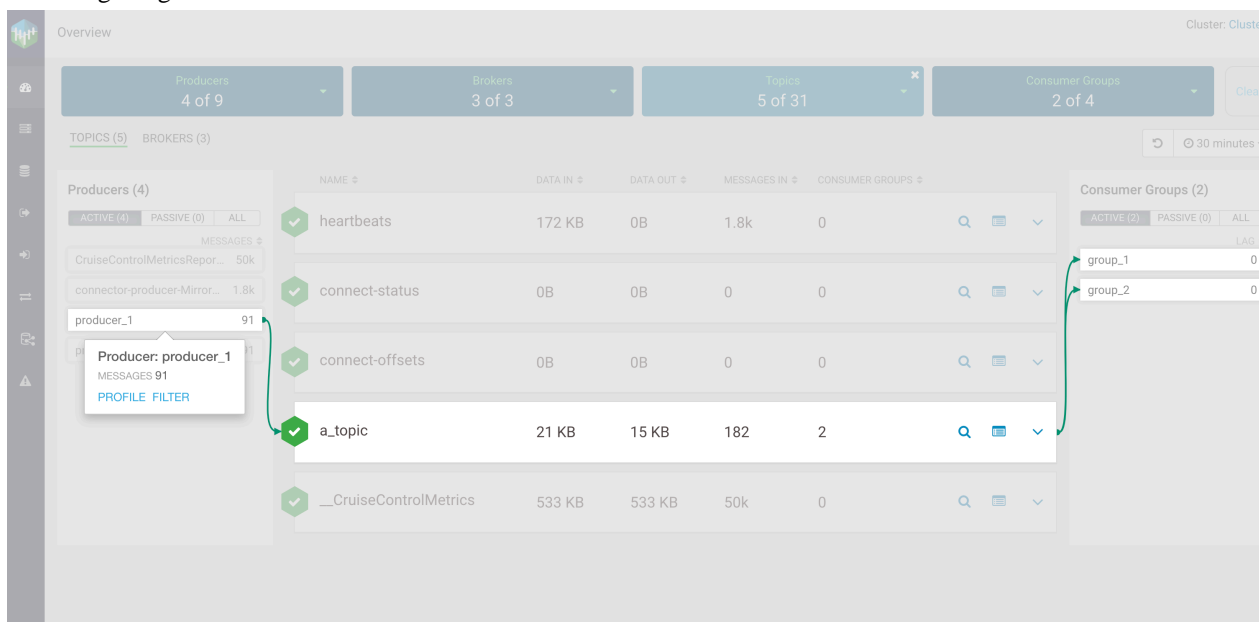 Overview
Cluster: Cluste
Producers
4 of 9
Brokers
3 of 3
Topics
5 of 31
Consumer Groups
2 of 4
Clea
TOPICS (5) BROKERS (3)
30 minutes
Producers (4)
ACTIVE (4) PASSIVE (0) ALL
MESSAGES
CruiseControlMetricsRepor... 50k
connector-producer-Mirror... 1.8k
producer_1 91
Producer: producer_1
MESSAGES 91
PROFILE FILTER
NAME DATA IN DATA OUT MESSAGES IN CONSUMER GROUPS
heartbeats 172 KB 0B 1.8k 0
connect-status 0B 0B 0 0
connect-offsets 0B 0B 0 0
a_topic 21 KB 15 KB 182 2
__CruiseControlMetrics 533 KB 533 KB 50k 0
Consumer Groups (2)
ACTIVE (2) PASSIVE (0) ALL
LAG
group_1 0
group_2 0